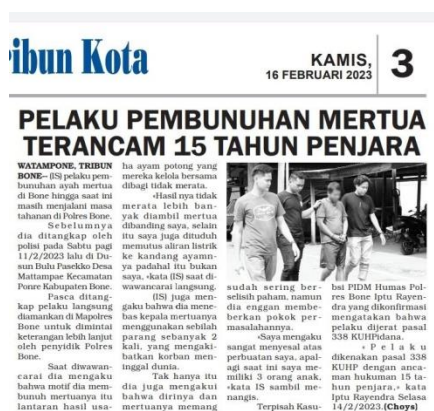 ribun Kota
KAMIS,
16 FEBRUARI 2023
3
PELAKU PEMBUNUHAN MERTUA
TERANCAM 15 TAHUN PENJARA
WATAMPONE, TRIBUN
BONE-- (IS) pelaku pem-
bunuhan ayah mertua
di Bone hingga saat ini
masih menjalani masa
tahanan di Polres Bone.
Sebelumnya
dia ditangkap oleh
polisi pada Sabtu pagi
11/2/2023 lalu di Du-
sun Bulu Pasekko Desa
Mattampae Kecamatan
Ponre Kabupaten Bone.
Pasca ditang-
kap pelaku langsung
diamankan di Mapolres
Bone untuk dimintai
keterangan lebih lanjut
oleh penyidik Polres
Bone.
Saat diwawan-
carai dia mengaku
bahwa motif dia mem-
bunuh mertuanya itu
lantaran hasil usa-
ha ayam potong yang
mereka kelola bersama
dibagi tidak merata.
«Hasil nya tidak
merata lebih ban-
yak diambil mertua
dibanding saya, selain
itu saya juga dituduh
memutus aliran listrik
ke kandang ayamn-
ya padahal itu bukan
saya, «kata (IS) saat di-
wawancarai langsung.
(IS) juga men-
gaku bahwa dia mene-
bas kepala mertuanya
menggunakan sebilah
parang sebanyak 2
kali, yang mengaki-
batkan korban men-
inggal dunia.
Tak hanya itu
dia juga mengakui
bahwa dirinya dan
mertuanya memang
sudah sering ber-
selisih paham, namun
dia enggan membe-
berkan pokok per-
masalahannya.
«Saya mengaku
sangat menyesal atas
perbuatan saya, apal-
agi saat ini saya me-
miliki 3 orang anak,
«kata IS sambil me-
nangis.
Terpisah Kasu-
bsi PIDM Humas Pol-
res Bone Iptu Rayen-
dra yang dikonfirmasi
mengatakan bahwa
pelaku dijerat pasal
338 KUHPidana.
«Pelaku
dikenakan pasal 338
KUHP dengan anca-
man hukuman 15 ta-
hun penjara,» kata
Iptu Rayendra Selasa
14/2/2023.(Choys)